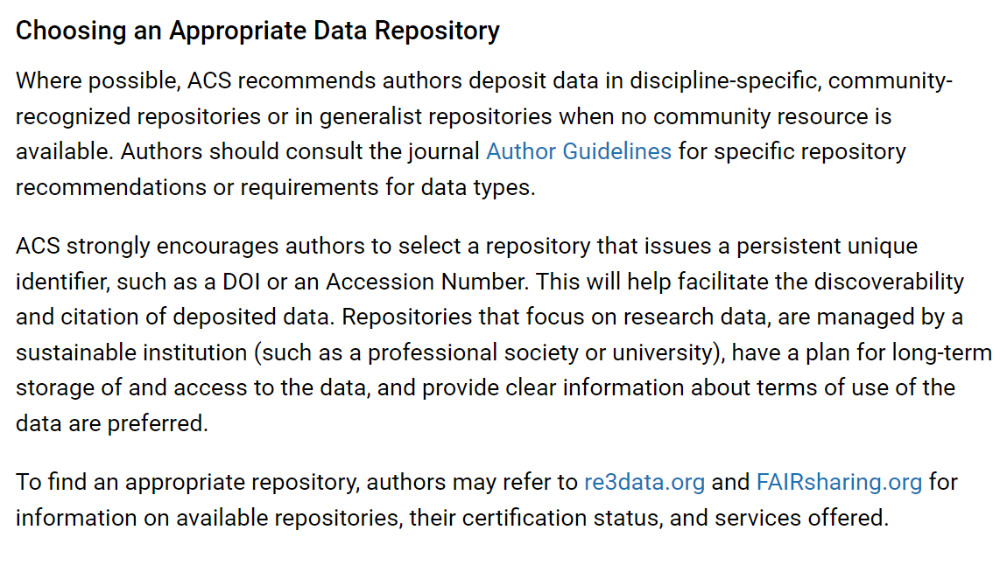 Choosing an Appropriate Data Repository
Where possible, ACS recommends authors deposit data in discipline-specific, community-
recognized repositories or in generalist repositories when no community resource is
available. Authors should consult the journal Author Guidelines for specific repository
recommendations or requirements for data types.
ACS strongly encourages authors to select a repository that issues a persistent unique
identifier, such as a DOI or an Accession Number. This will help facilitate the discoverability
and citation of deposited data. Repositories that focus on research data, are managed by a
sustainable institution (such as a professional society or university), have a plan for long-term
storage of and access to the data, and provide clear information about terms of use of the
data are preferred.
To find an appropriate repository, authors may refer to re3data.org and FAIRsharing.org for
information on available repositories, their certification status, and services offered.